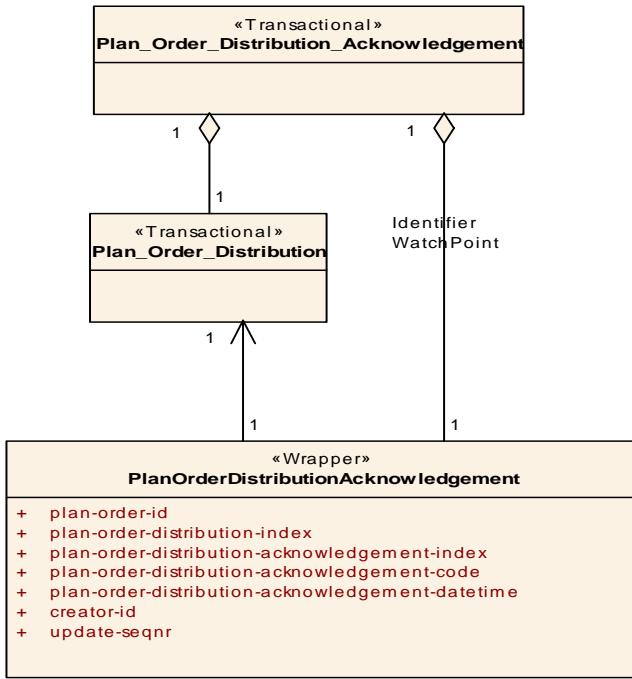 «Transactional»
Plan_Order_Distribution_Acknowledgement
1
1
1
«Transactional»
Plan_Order_Distribution
Identifier
WatchPoint
1
1
1
«Wrapper»
PlanOrderDistributionAcknowledgement
+ plan-order-id
+ plan-order-distribution-index
+ plan-order-distribution-acknowledgement-index
+ plan-order-distribution-acknowledgement-code
+ plan-order-distribution-acknowledgement-datetime
+ creator-id
+ update-seqnr